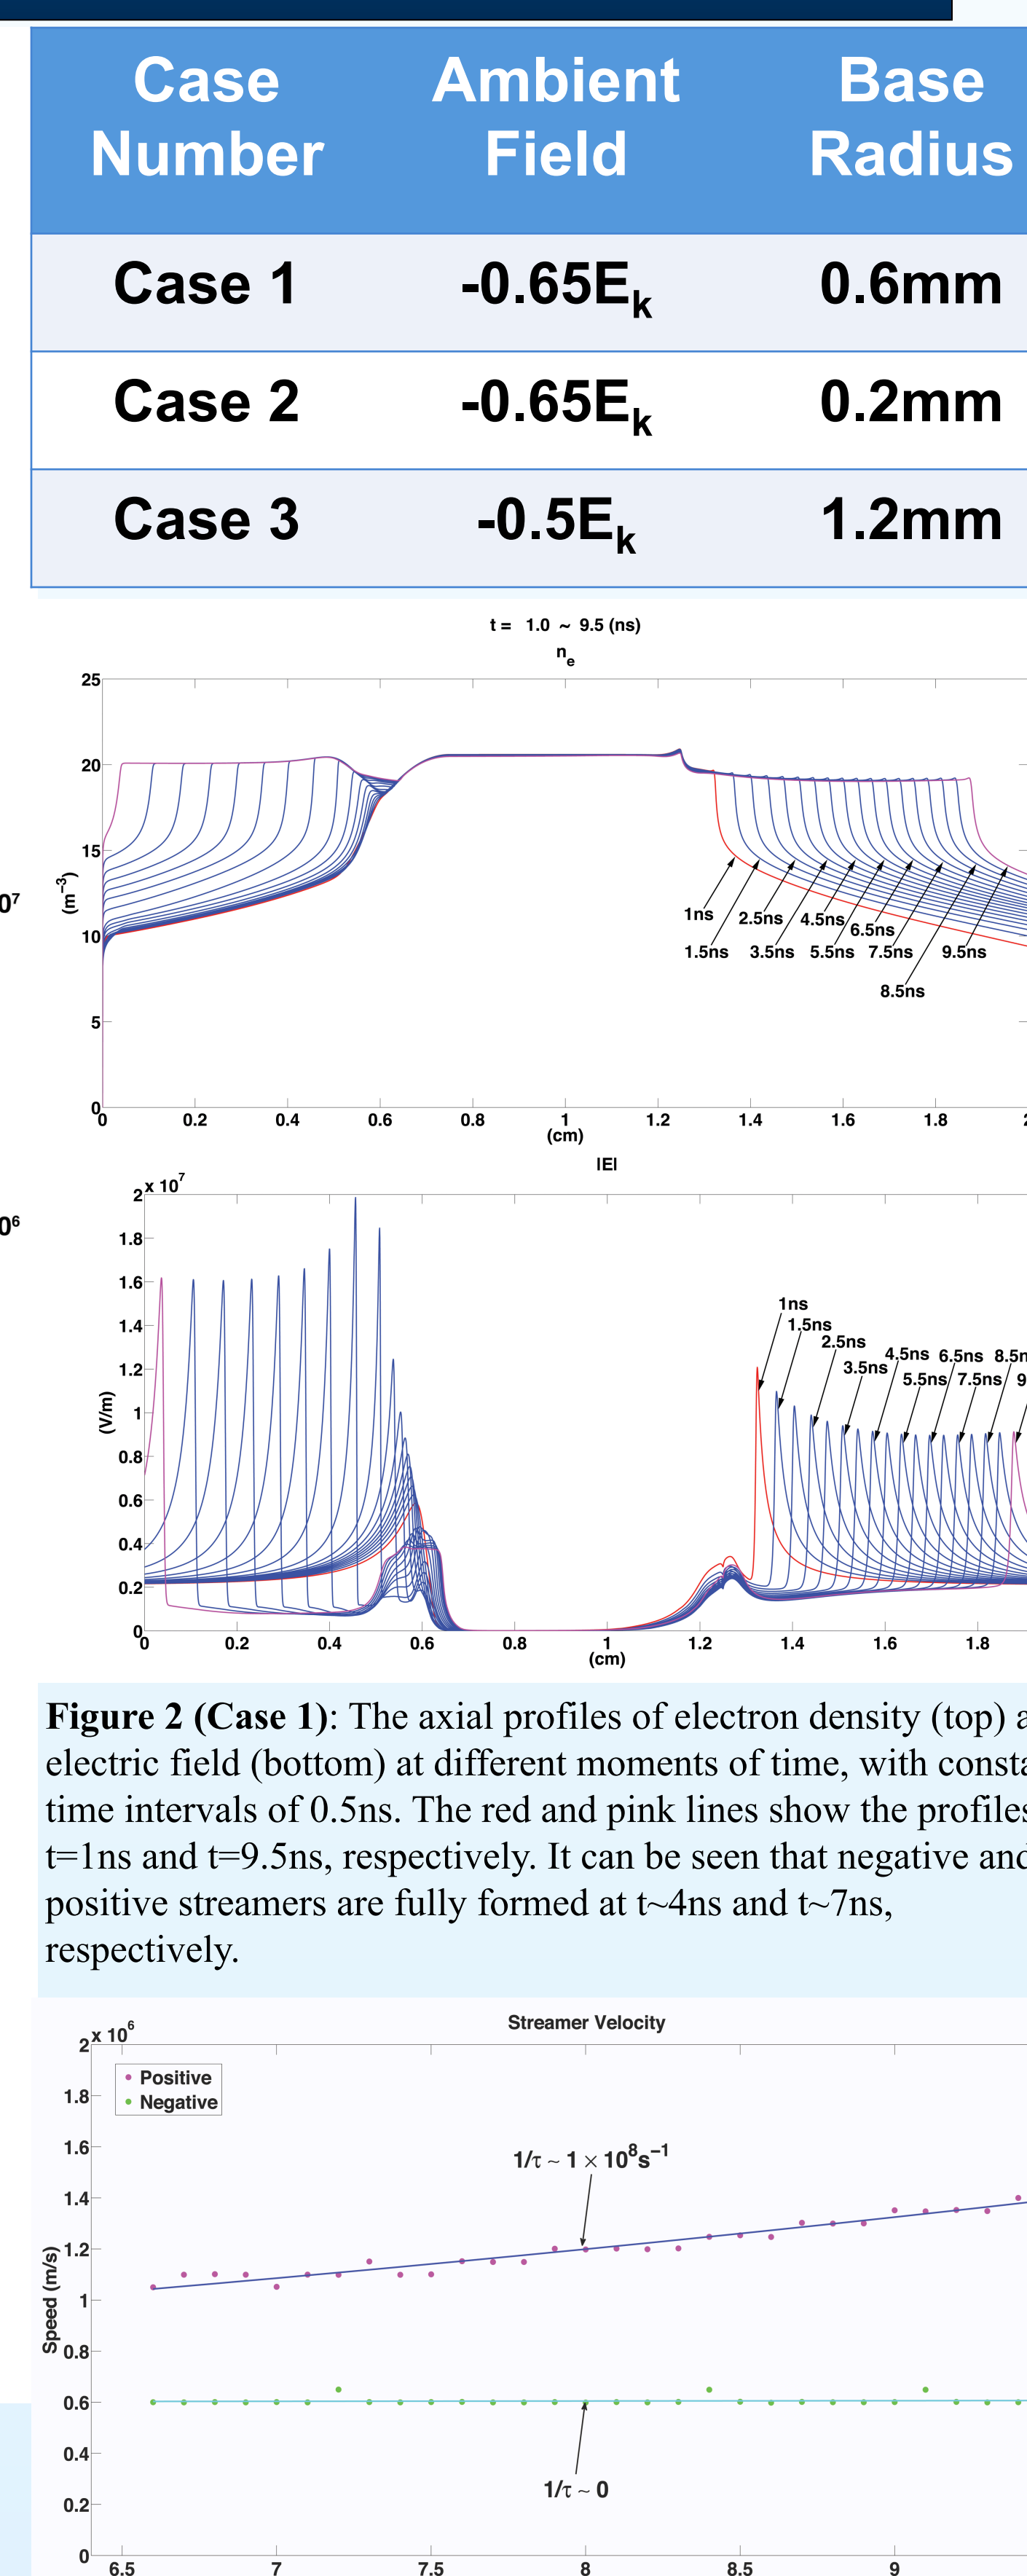 Case Number
Ambient Field
Base Radius
Case 1 -0.65Ek 0.6mm
Case 2 -0.65Ek 0.2mm
Case 3 -0.5Ek 1.2mm
t = 1.0 ~ 9.5 (ns)
ne
25
20
15
10
5
0
(m−3)
07
1ns
2.5ns
4.5ns
6.5ns
1.5ns
3.5ns
5.5ns
7.5ns
9.5ns
8.5ns
0 0.2 0.4 0.6 0.8 1 1.2 1.4 1.6 1.8 2
(cm)
|E|
x 10⁷
2
1.8
1.6
1.4
1.2
1
0.8
0.6
0.4
0.2
0
(V/m)
06
1ns
1.5ns
2.5ns
3.5ns
4.5ns
5.5ns
6.5ns
7.5ns
8.5n
9
0 0.2 0.4 0.6 0.8 1 1.2 1.4 1.6 1.8
(cm)
Figure 2 (Case 1): The axial profiles of electron density (top) a
electric field (bottom) at different moments of time, with consta
time intervals of 0.5ns. The red and pink lines show the profiles
t=1ns and t=9.5ns, respectively. It can be seen that negative and
positive streamers are fully formed at t~4ns and t~7ns,
respectively.
Streamer Velocity
x 10⁶
2
1.8
1.6
1.4
1.2
1
0.8
0.6
0.4
0.2
0
Speed (m/s)
Positive
Negative
1/τ ~ 1 × 10⁸s⁻¹
1/τ ~ 0
6.5 7 7.5 8 8.5 9